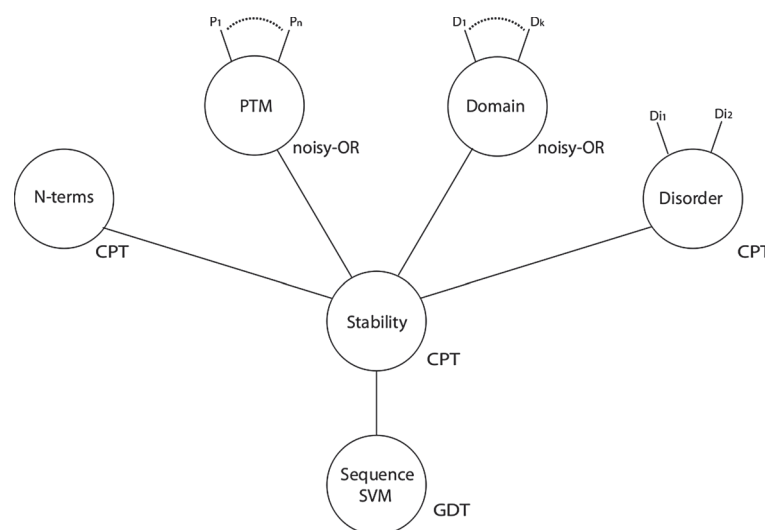 P1
Pn
D1
Dk
PTM
Domain
Di1
Di2
noisy-OR
noisy-OR
N-terms
Disorder
CPT
CPT
Stability
CPT
Sequence
SVM
GDT